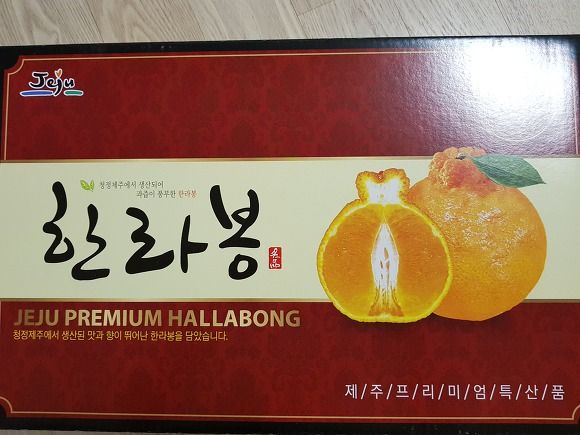 Jeju
청정제주에서 생산되어
과즙이 풍부한 한라봉
한라봉
JEJU PREMIUM HALLABONG
청정제주에서 생산된 맛과 향이 뛰어난 한라봉을 담았습니다.
제/주/프/리/미/엄/특/산/품